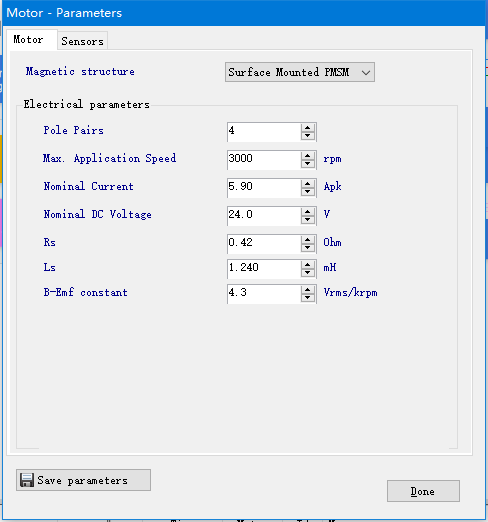 Motor - Parameters
Motor Sensors
Magnetic structure Surface Mounted PMSM
Electrical parameters
Pole Pairs 4
Max. Application Speed 3000 rpm
Nominal Current 5.90 Apk
Nominal DC Voltage 24.0 V
Rs 0.42 Ohm
Ls 1.240 mH
B-Emf constant 4.3 Vrms/krpm
Save parameters
Done